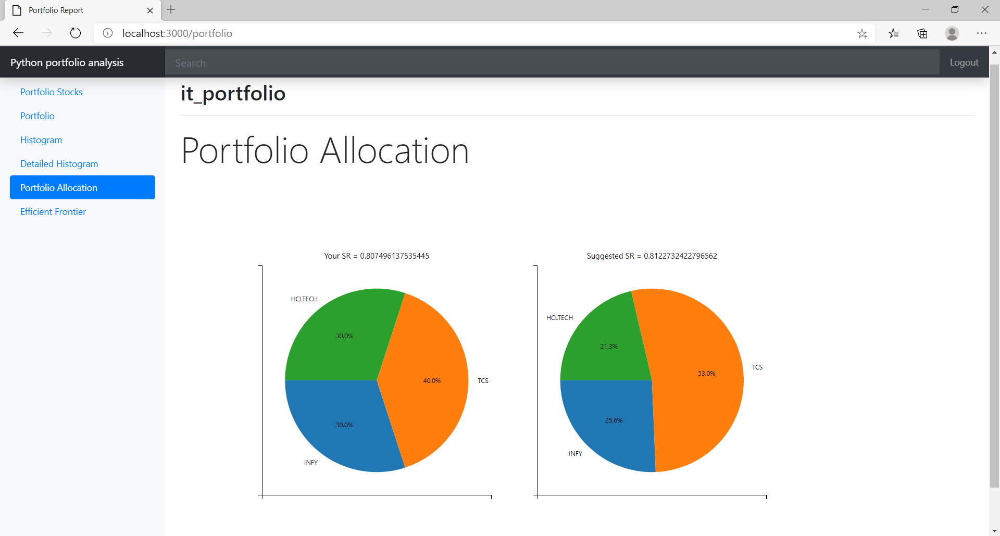 Portfolio Report
localhost:3000/portfolio
Python portfolio analysis
Search
Logout
Portfolio Stocks
Portfolio
Histogram
Detailed Histogram
Portfolio Allocation
Efficient Frontier
it_portfolio
Portfolio Allocation
Your SR = 0.807496137535445
HCLTECH
30.0%
40.0%
TCS
30.0%
INFY
Suggested SR = 0.8122732422796562
HCLTECH
21.3%
53.0%
TCS
25.6%
INFY